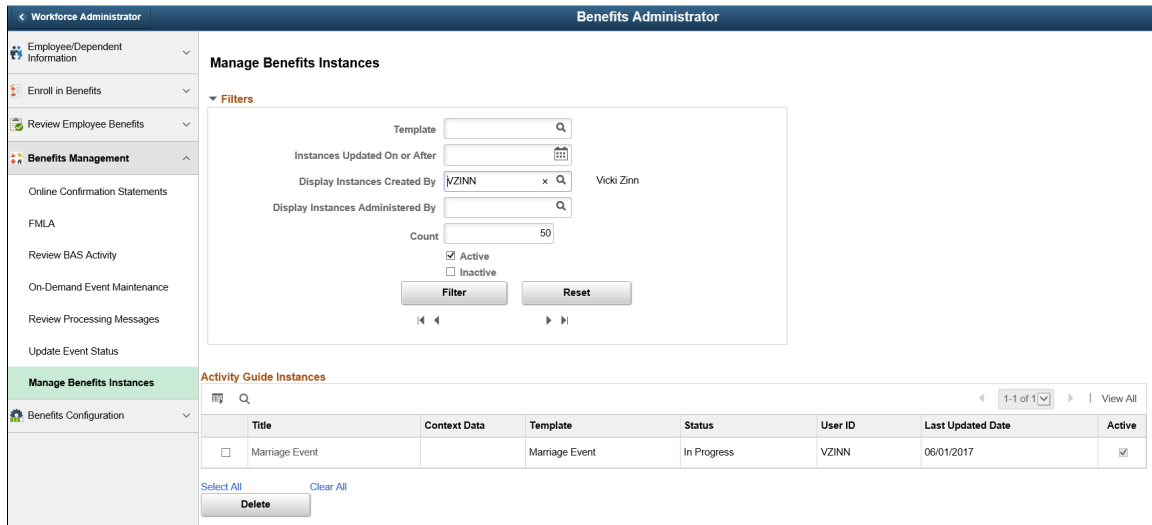 Workforce Administrator
Benefits Administrator
Employee/Dependent
Information
Enroll in Benefits
Review Employee Benefits
Benefits Management
Online Confirmation Statements
FMLA
Review BAS Activity
On-Demand Event Maintenance
Review Processing Messages
Update Event Status
Manage Benefits Instances
Benefits Configuration
Manage Benefits Instances
Filters
Template
Instances Updated On or After
Display Instances Created By VZINN × Vicki Zinn
Display Instances Administered By
Count 50
Active
Inactive
Filter Reset
Activity Guide Instances
1-1 of 1 | View All
Title Context Data Template Status User ID Last Updated Date Active
Marriage Event Marriage Event In Progress VZINN 06/01/2017
Select All Clear All
Delete